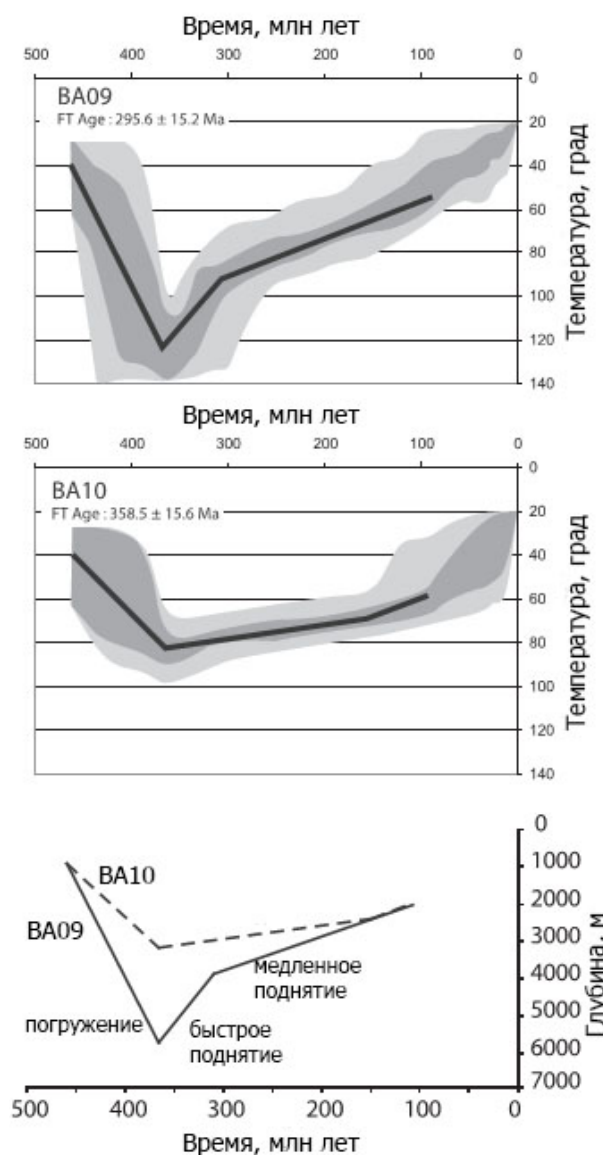 Время, млн лет
500 400 300 200 100 0
BA09
FT Age : 295.6 ± 15.2 Ma
0
20
40
60
80
100
120
140
Температура, град
Время, млн лет
500 400 300 200 100 0
BA10
FT Age : 358.5 ± 15.6 Ma
0
20
40
60
80
100
120
140
Температура, град
BA10
BA09
медленное
поднятие
погружение
быстрое
поднятие
0
1000
2000
3000
4000
5000
6000
7000
Глубина, м
500 400 300 200 100 0
Время, млн лет